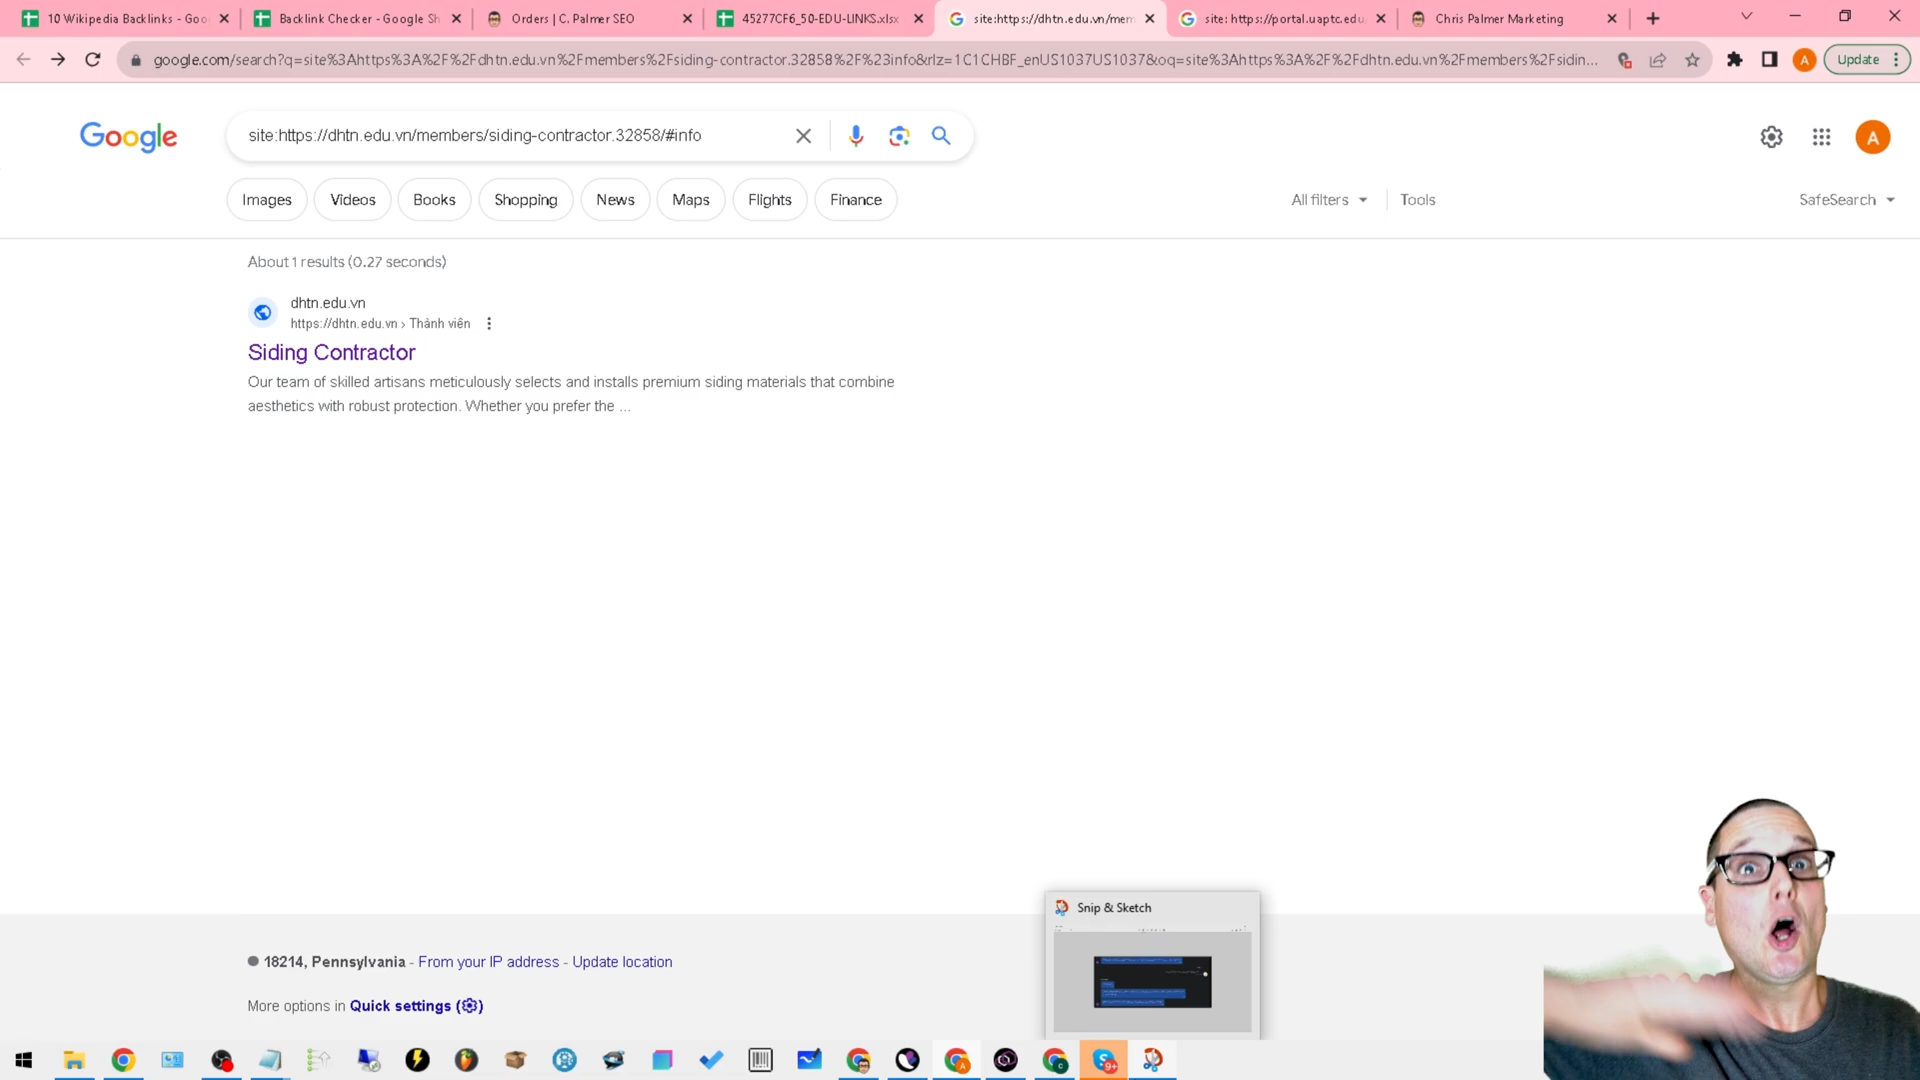 10 Wikipedia Backlinks - Goo
Backlink Checker - Google Sh
Orders | C. Palmer SEO
45277CF6_50-EDU-LINKS.xlsx
site:https://dhtn.edu.vn/mem
site: https://portal.uaptc.edu
Chris Palmer Marketing
google.com/search?q=site%3Ahttps%3A%2F%2Fdhtn.edu.vn%2Fmembers%2Fsiding-contractor.32858%2F%23info&rlz=1C1CHBF_enUS1037US1037&oq=site%3Ahttps%3A%2F%2Fdhtn.edu.vn%2Fmembers%2Fsidin...
A
Update
Google
site:https://dhtn.edu.vn/members/siding-contractor.32858/#info
A
Images
Videos
Books
Shopping
News
Maps
Flights
Finance
All filters
Tools
SafeSearch
About 1 results (0.27 seconds)
dhtn.edu.vn
https://dhtn.edu.vn › Thành viên
Siding Contractor
Our team of skilled artisans meticulously selects and installs premium siding materials that combine
aesthetics with robust protection. Whether you prefer the ...
Snip & Sketch
18214, Pennsylvania - From your IP address - Update location
More options in Quick settings